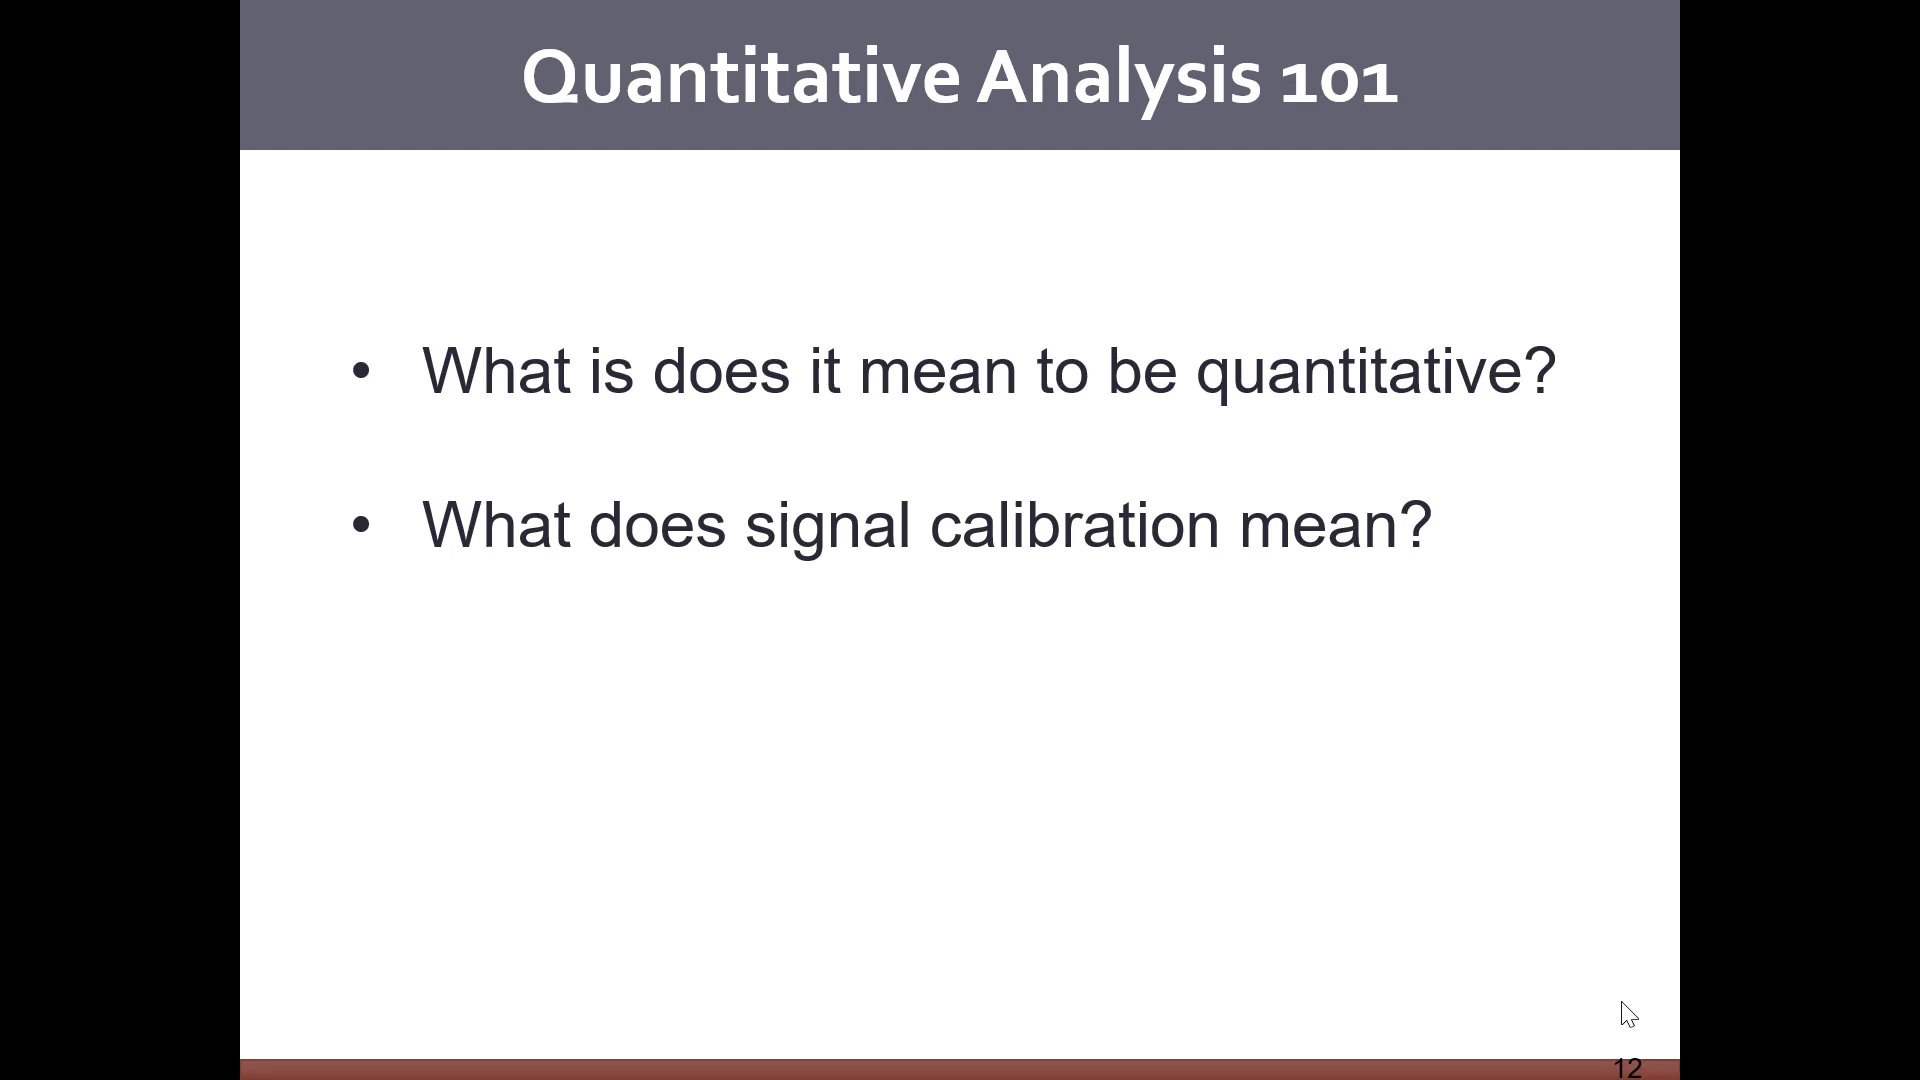 Quantitative Analysis 101
• What is does it mean to be quantitative?
• What does signal calibration mean?
12